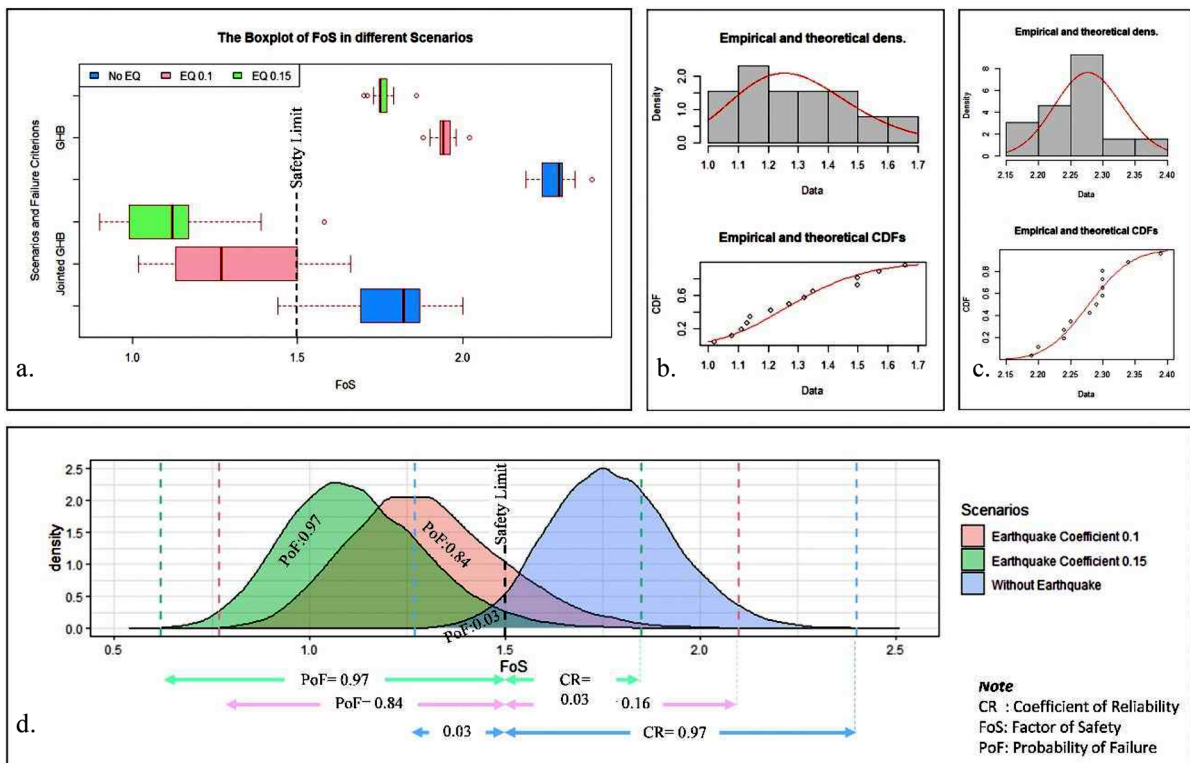 The Boxplot of FoS in different Scenarios
No EQ EQ 0.1 EQ 0.15
Scenarios and Failure Criterions
Jointed GHB GHB
Safety Limit
1.0 1.5 2.0
FoS
a.
Empirical and theoretical dens.
Density
0.0 1.0 2.0
1.0 1.1 1.2 1.3 1.4 1.5 1.6 1.7
Data
Empirical and theoretical CDFs
CDF
0.2 0.6
1.0 1.1 1.2 1.3 1.4 1.5 1.6 1.7
Data
b.
Empirical and theoretical dens.
Density
0 2 4 6 8
2.15 2.20 2.25 2.30 2.35 2.40
Data
Empirical and theoretical CDFs
CDF
0.0 0.2 0.4 0.6 0.8
2.15 2.20 2.25 2.30 2.35 2.40
Data
c.
density
2.5
2.0
1.5
1.0
0.5
0.0
PoF:0.97
PoF:0.84
PoF:0.03
Safety Limit
0.5 1.0 1.5 2.0 2.5
FoS
Scenarios
Earthquake Coefficient 0.1
Earthquake Coefficient 0.15
Without Earthquake
PoF= 0.97
CR=
0.03
PoF= 0.84
0.16
0.03
CR= 0.97
d.
Note
CR : Coefficient of Reliability
FoS: Factor of Safety
PoF: Probability of Failure